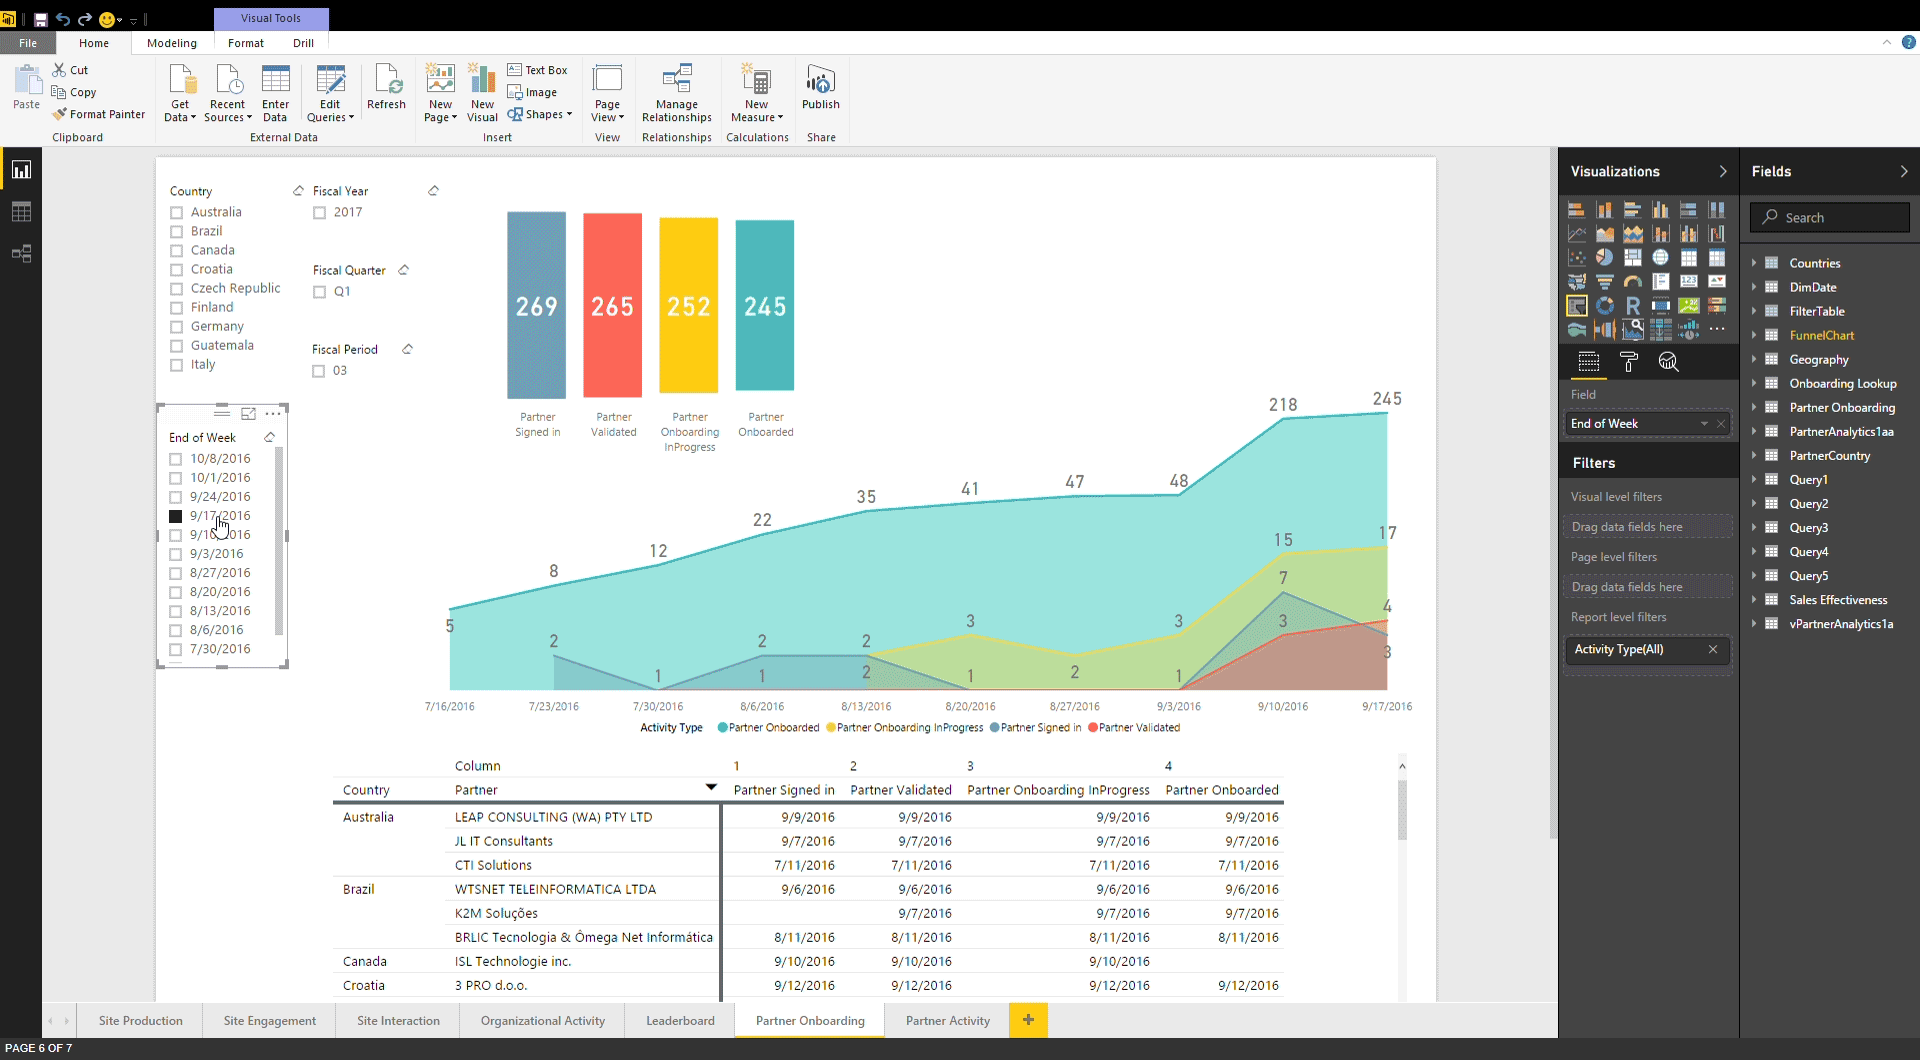 Visual Tools
File
Home
Modeling
Format
Drill
Paste
Cut
Copy
Format Painter
Clipboard
Get Data
Recent Sources
Enter Data
Edit Queries
External Data
Refresh
New Page
New Visual
Text Box
Image
Shapes
Insert
Page View
View
Manage Relationships
Relationships
New Measure
Calculations
Publish
Share
Country
Australia
Brazil
Canada
Croatia
Czech Republic
Finland
Germany
Guatemala
Italy
Fiscal Year
2017
Fiscal Quarter
Q1
Fiscal Period
03
End of Week
10/8/2016
10/1/2016
9/24/2016
9/17/2016
9/10/2016
9/3/2016
8/27/2016
8/20/2016
8/13/2016
8/6/2016
7/30/2016
269
265
252
245
Partner Signed in
Partner Validated
Partner Onboarding InProgress
Partner Onboarded
5
8
12
22
35
41
47
48
218
245
2
1
2
1
2
2
3
1
2
3
1
15
7
3
17
4
3
7/16/2016
7/23/2016
7/30/2016
8/6/2016
8/13/2016
8/20/2016
8/27/2016
9/3/2016
9/10/2016
9/17/2016
Activity Type Partner Onboarded Partner Onboarding InProgress Partner Signed in Partner Validated
Column 1 2 3 4
Country Partner Partner Signed in Partner Validated Partner Onboarding InProgress Partner Onboarded
Australia LEAP CONSULTING (WA) PTY LTD 9/9/2016 9/9/2016 9/9/2016 9/9/2016
JL IT Consultants 9/7/2016 9/7/2016 9/7/2016 9/7/2016
CTI Solutions 7/11/2016 7/11/2016 7/11/2016 7/11/2016
Brazil WTSNET TELEINFORMATICA LTDA 9/6/2016 9/6/2016 9/6/2016 9/6/2016
K2M Soluções 9/7/2016 9/7/2016 9/7/2016
BRLIC Tecnologia & Ômega Net Informática 8/11/2016 8/11/2016 8/11/2016 8/11/2016
Canada ISL Technologie inc. 9/10/2016 9/10/2016 9/10/2016
Croatia 3 PRO d.o.o. 9/12/2016 9/12/2016 9/12/2016 9/12/2016
Site Production
Site Engagement
Site Interaction
Organizational Activity
Leaderboard
Partner Onboarding
Partner Activity
+
PAGE 6 OF 7
Visualizations
R
123
Field
End of Week
Filters
Visual level filters
Drag data fields here
Page level filters
Drag data fields here
Report level filters
Activity Type(All)
Fields
Search
Countries
DimDate
FilterTable
FunnelChart
Geography
Onboarding Lookup
Partner Onboarding
PartnerAnalytics1aa
PartnerCountry
Query1
Query2
Query3
Query4
Query5
Sales Effectiveness
vPartnerAnalytics1a